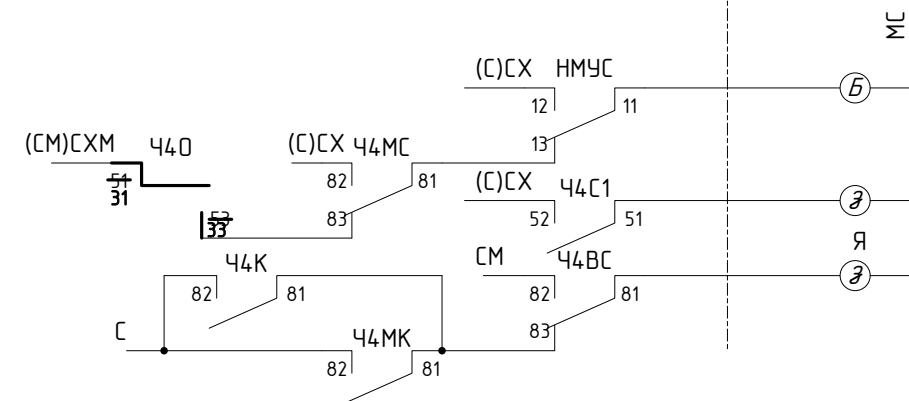 МС
(С)СХ НМУС
12 11 Б
13
(СМ)СХМ Ч4О (С)СХ Ч4МС
51 82 81 (С)СХ Ч4С1
31
53 83 52 51 З
33
Ч4К СМ Ч4ВС Я
82 81 82 81 З
С 83
Ч4МК
82 81